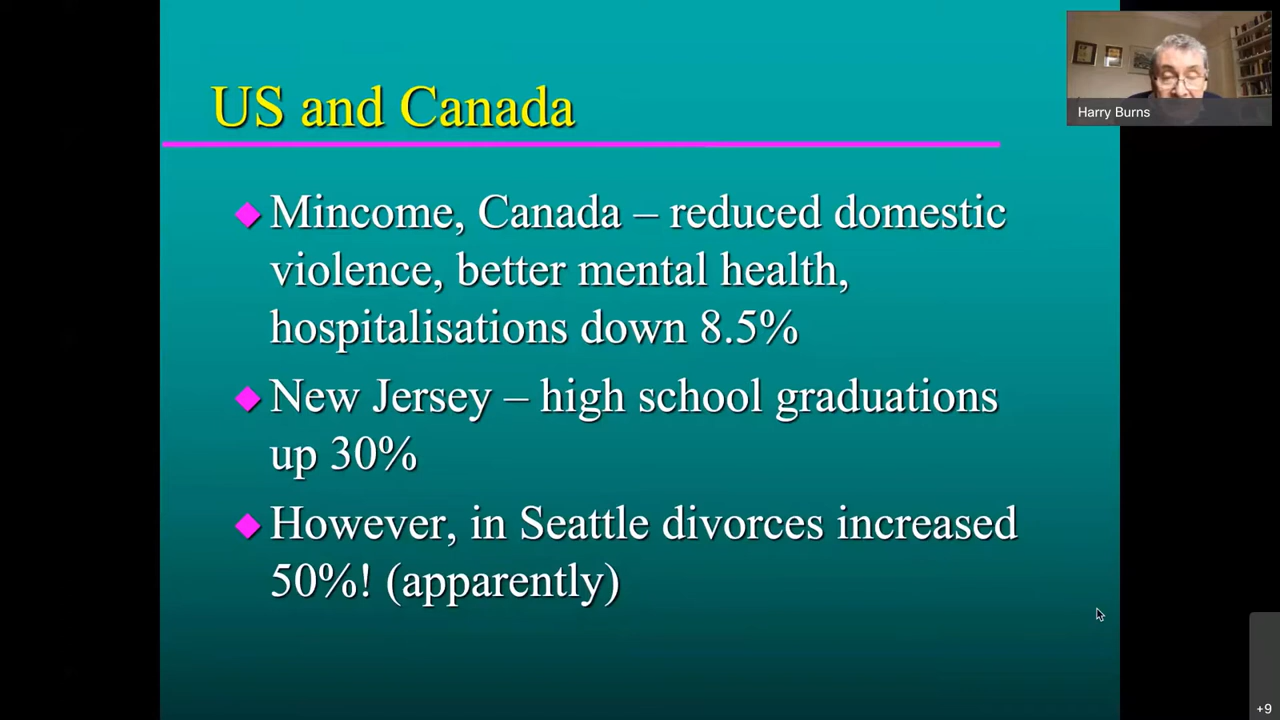 US and Canada
Harry Burns
Mincome, Canada – reduced domestic
violence, better mental health,
hospitalisations down 8.5%
New Jersey – high school graduations
up 30%
However, in Seattle divorces increased
50%! (apparently)
+9